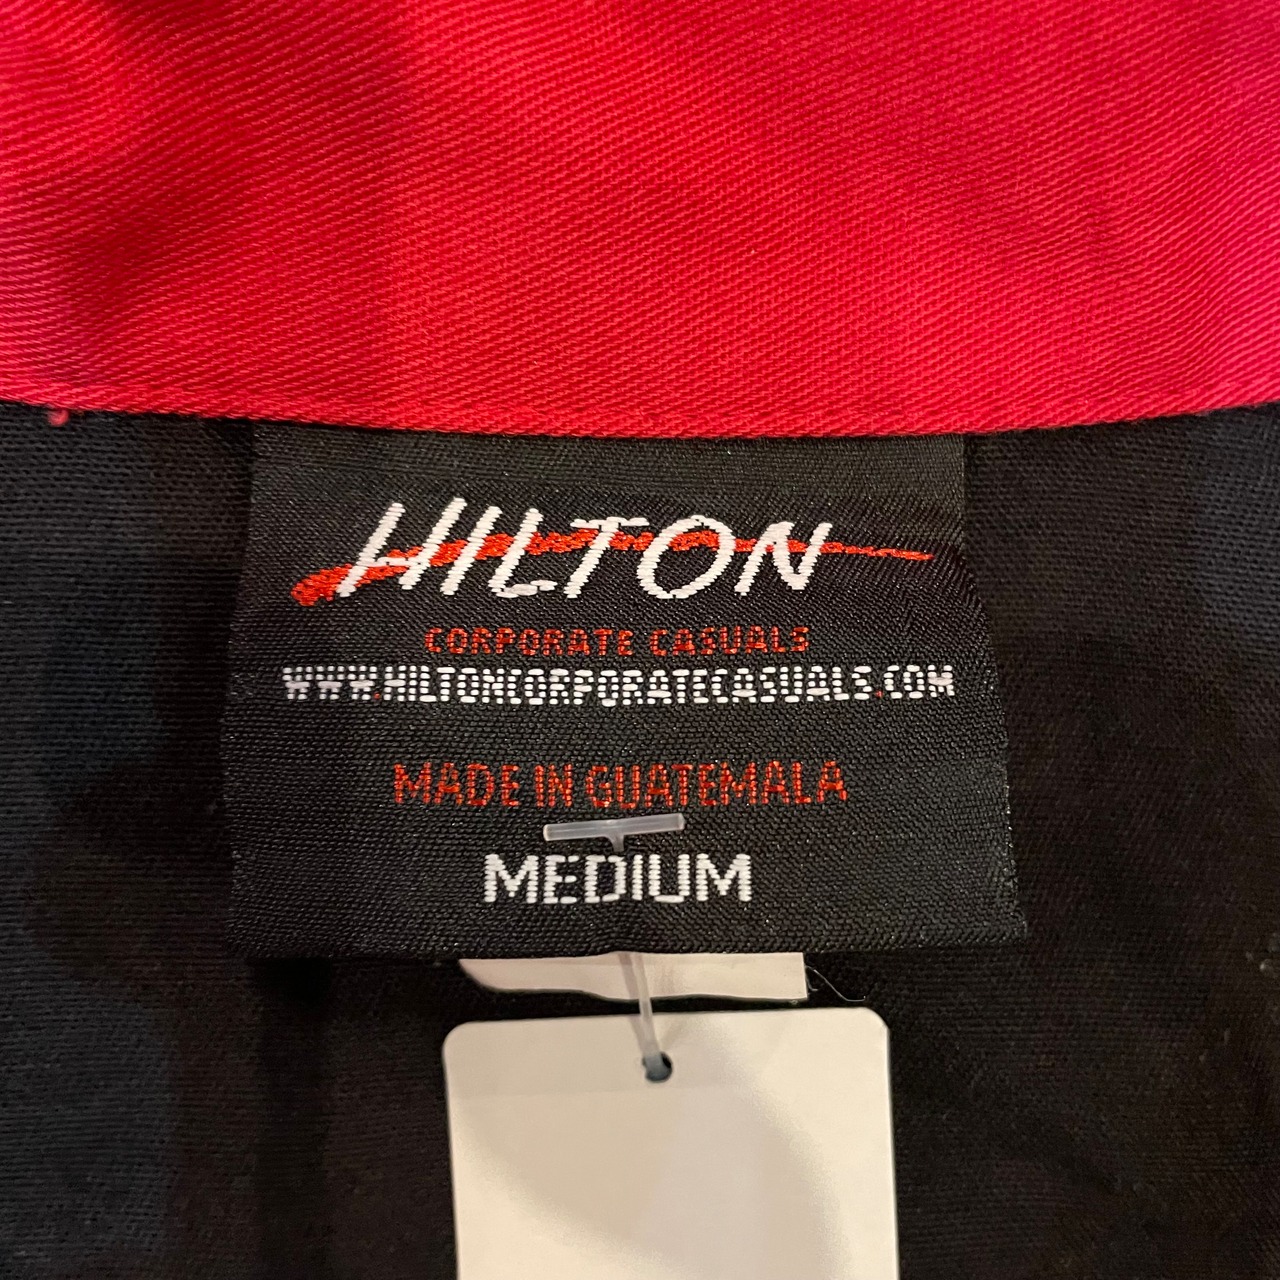 HILTON
CORPORATE CASUALS
WWW.HILTONCORPORATECASUALS.COM
MADE IN GUATEMALA
MEDIUM